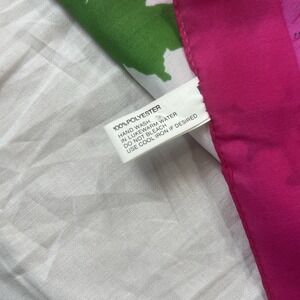 100% POLYESTER
HAND WASH
IN LUKEWARM WATER
DO NOT BLEACH
USE COOL IRON IF DESIRED